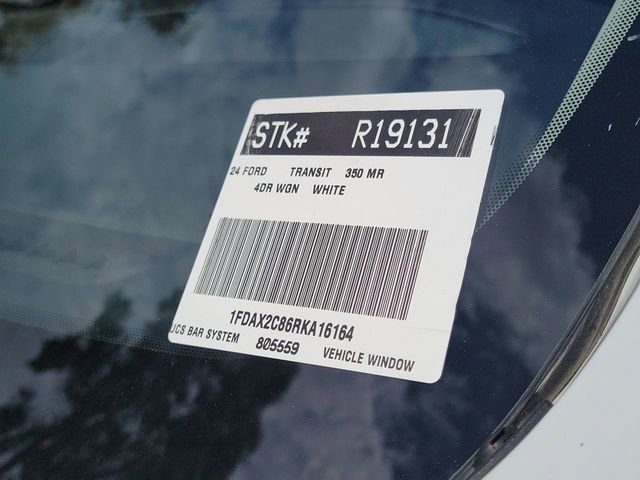 STK# R19131
24 FORD TRANSIT 350 MR
4DR WGN WHITE
1FDAX2C86RKA16164
JCS BAR SYSTEM 805559 VEHICLE WINDOW